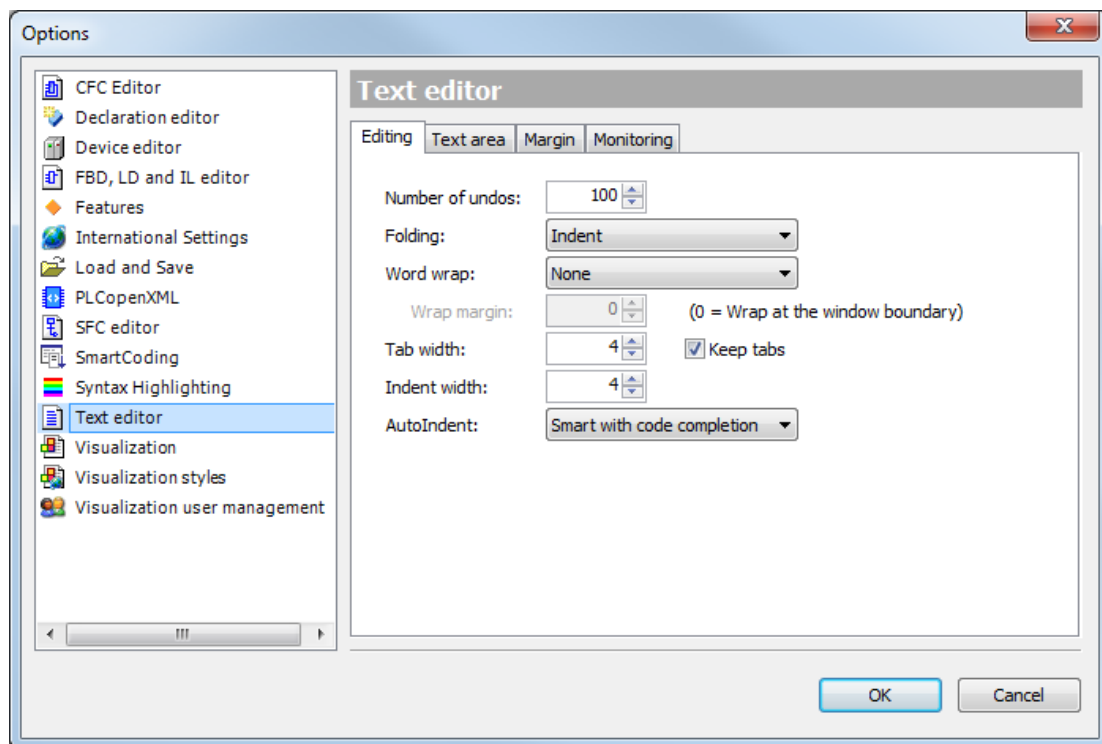 Options
CFC Editor
Declaration editor
Device editor
FBD, LD and IL editor
Features
International Settings
Load and Save
PLCopenXML
SFC editor
SmartCoding
Syntax Highlighting
Text editor
Visualization
Visualization styles
Visualization user management
Text editor
Editing Text area Margin Monitoring
Number of undos: 100
Folding: Indent
Word wrap: None
Wrap margin: 0 (0 = Wrap at the window boundary)
Tab width: 4 Keep tabs
Indent width: 4
AutoIndent: Smart with code completion
OK Cancel